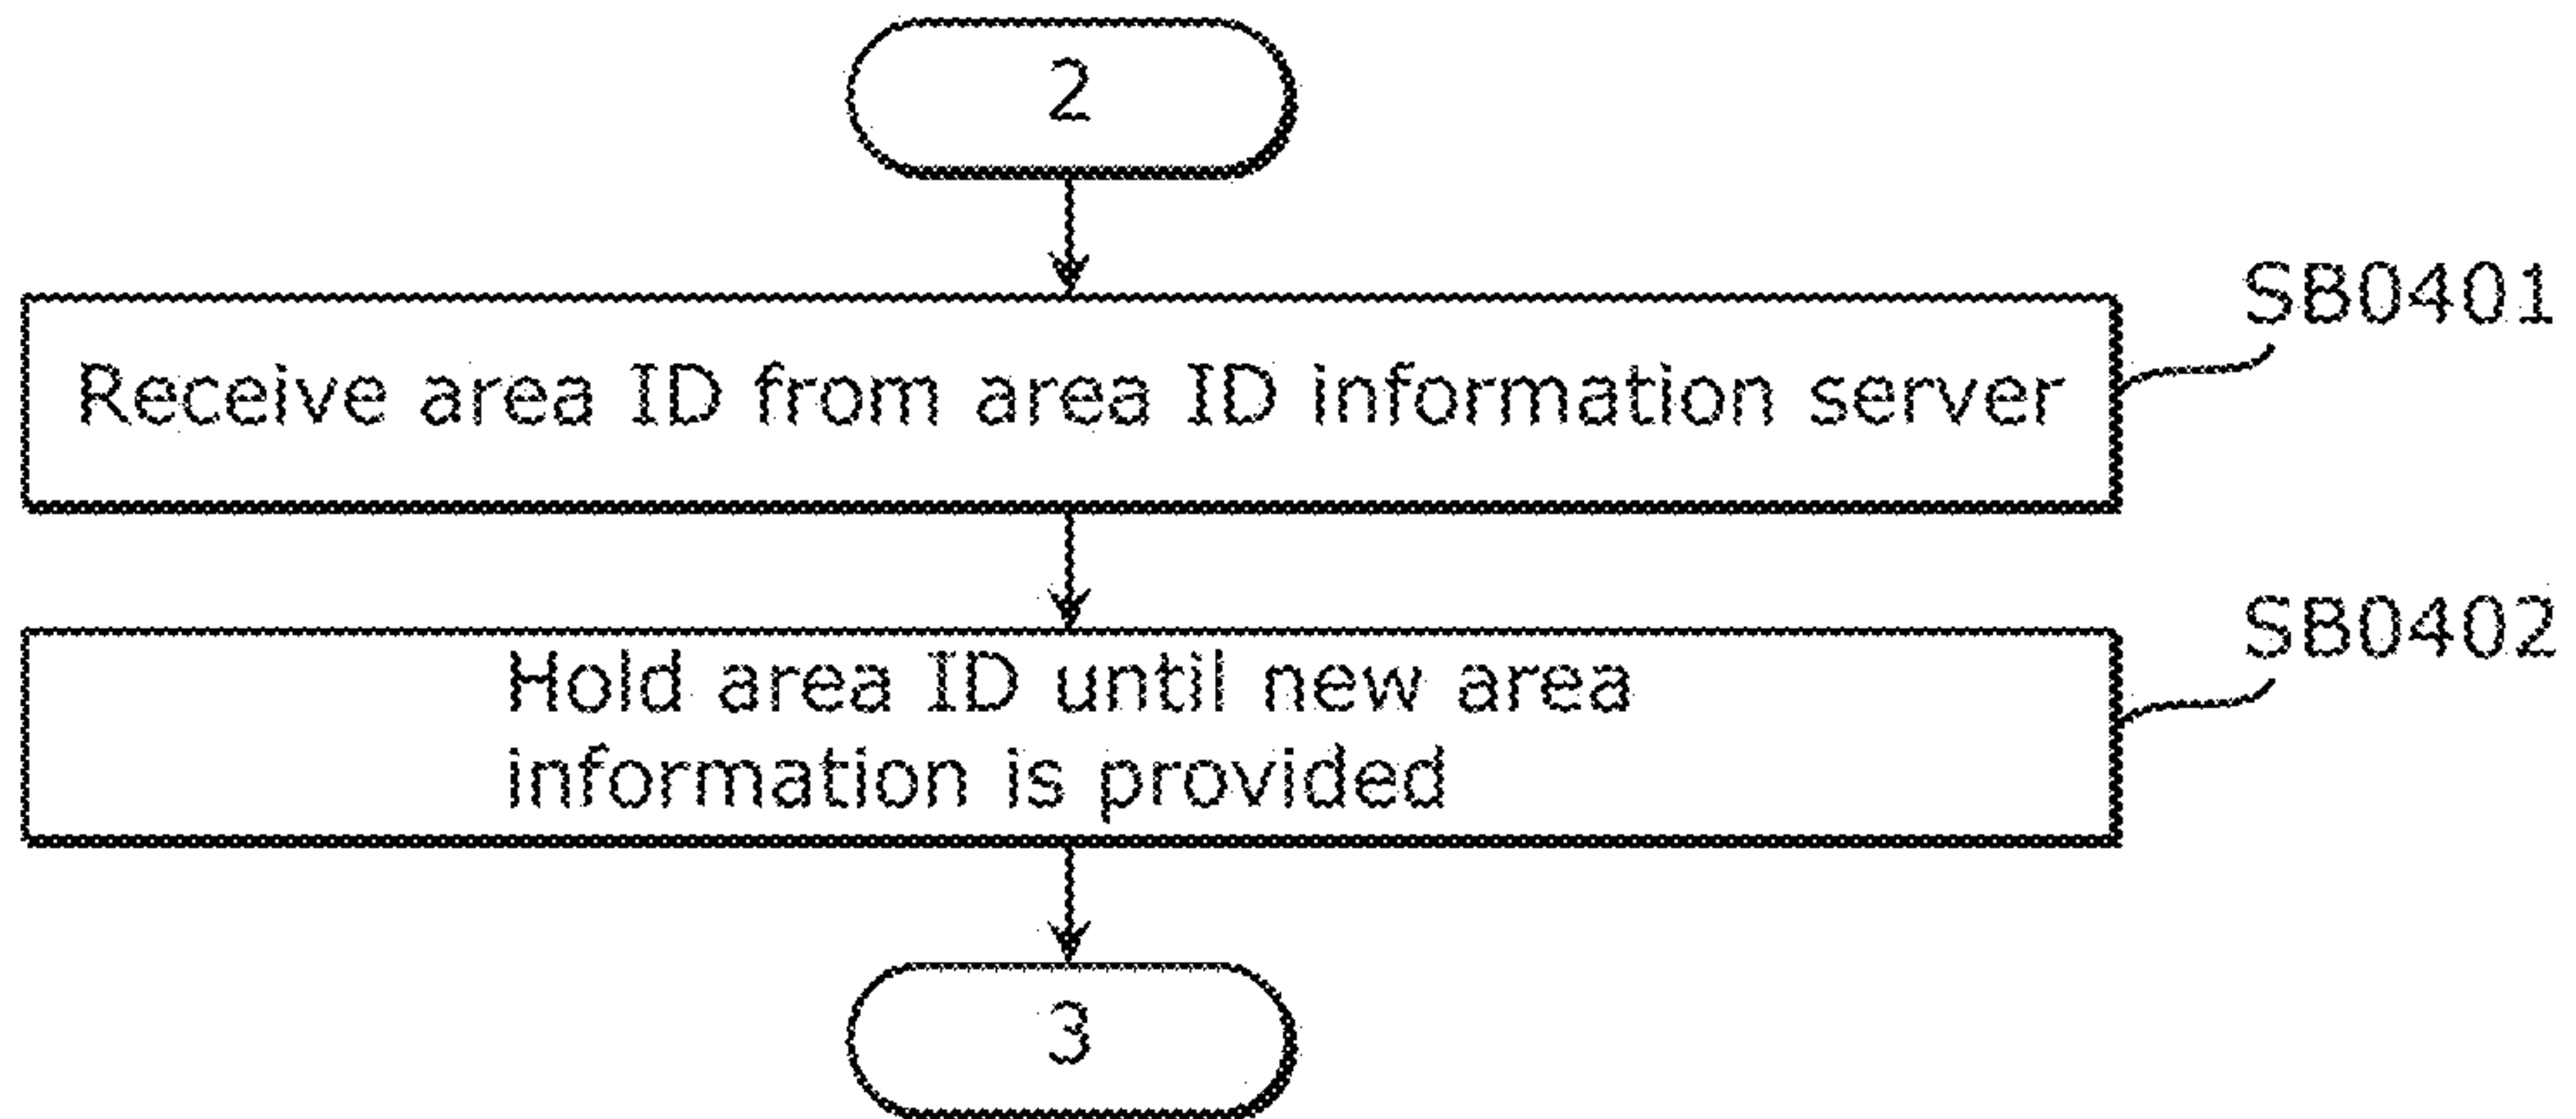 2
SB0401
Receive area ID from area ID information server
SB0402
Hold area ID until new area
information is provided
3